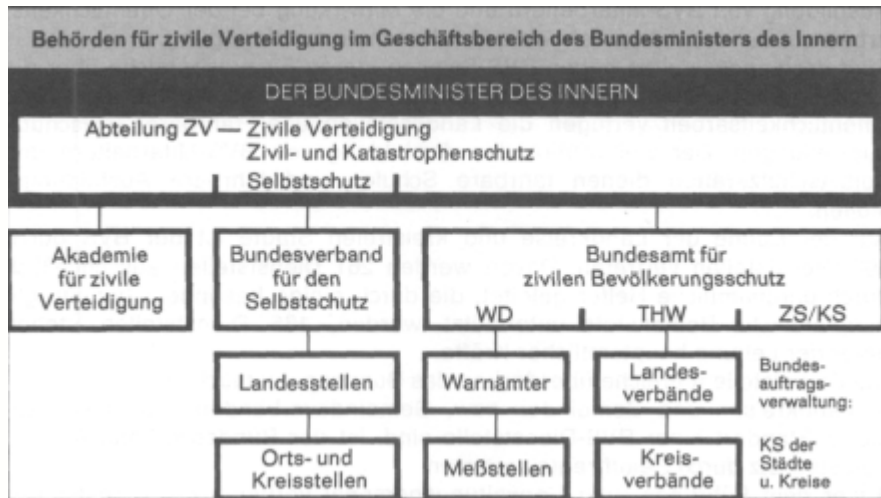 Behörden für zivile Verteidigung im Geschäftsbereich des Bundesministers des Innern
DER BUNDESMINISTER DES INNERN
Abteilung ZV — Zivile Verteidigung
Zivil- und Katastrophenschutz
Selbstschutz
Akademie
für zivile
Verteidigung
Bundesverband
für den
Selbstschutz
Bundesamt für
zivilen Bevölkerungsschutz
WD THW ZS/KS
Landesstellen
Warnämter
Landes-
verbände
Bundes-
auftrags-
verwaltung:
Orts- und
Kreisstellen
Meßstellen
Kreis-
verbände
KS der
Städte
u. Kreise